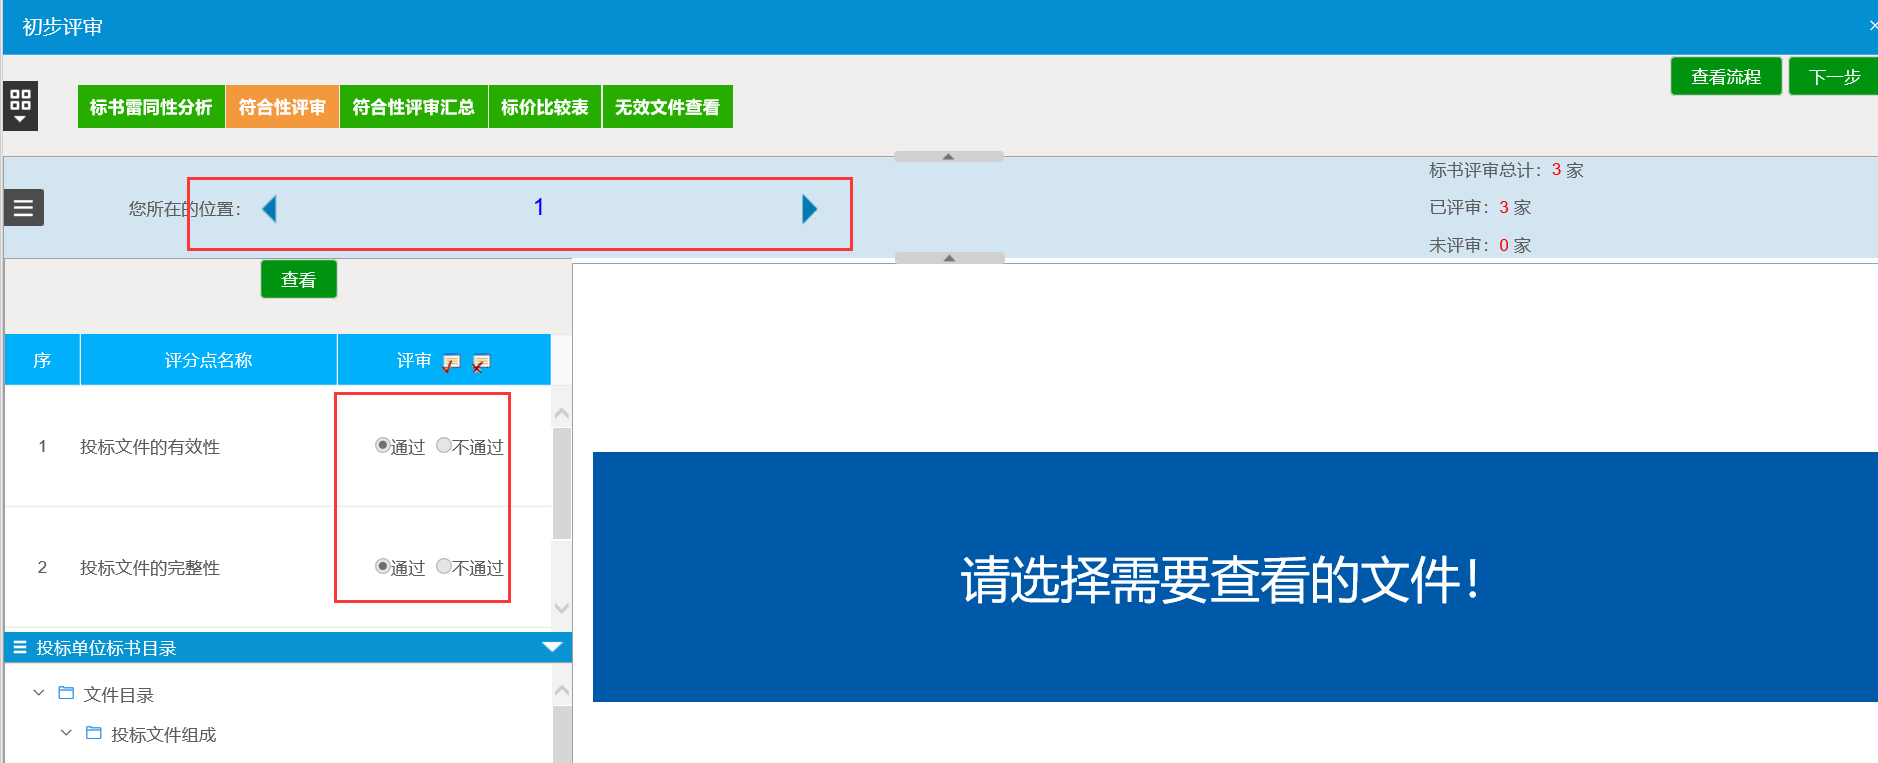 初步评审
查看流程 下一步
标书雷同性分析 符合性评审 符合性评审汇总 标价比较表 无效文件查看
标书评审总计：3 家
您所在的位置： 1
已评审：3 家
未评审：0 家
查看
序 评分点名称 评审
1 投标文件的有效性 通过 不通过
2 投标文件的完整性 通过 不通过
请选择需要查看的文件！
投标单位标书目录
文件目录
投标文件组成